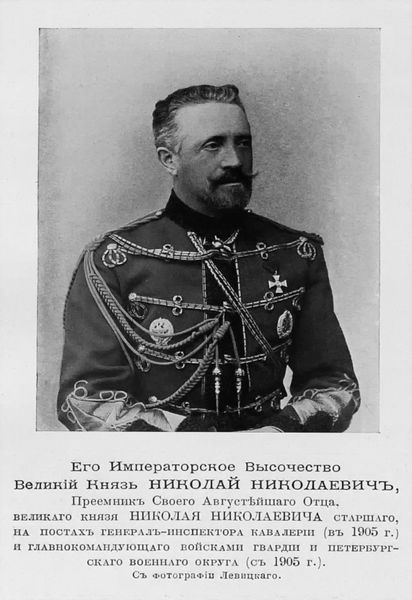 Его Императорское Высочество
Великій Князь НИКОЛАЙ НИКОЛАЕВИЧЪ,
Преемникъ Своего Августѣйшаго Отца,
великаго князя НИКОЛАЯ НИКОЛАЕВИЧА старшаго,
на постахъ генералъ-инспектора кавалеріи (въ 1905 г.)
и главнокомандующаго войсками гвардіи и Петербург-
скаго военнаго округа (съ 1905 г.).
Съ фотографіи Левицкаго.